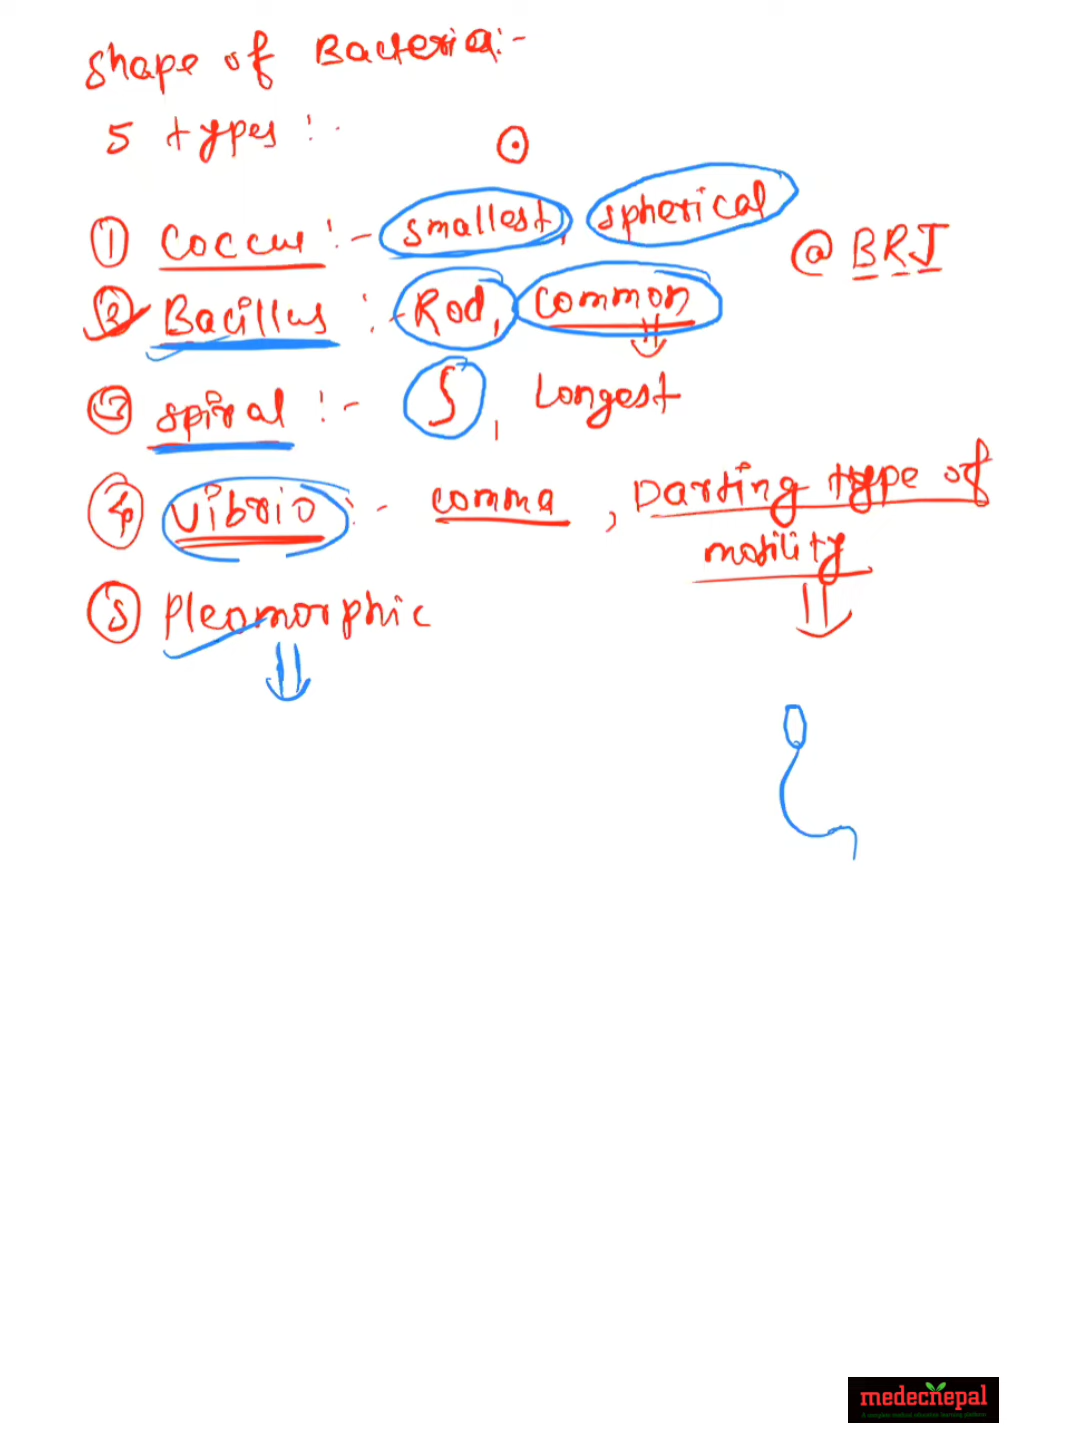 Shape of Bacteria:-
5 types :-
① Coccus :- smallest, spherical
@ BRJ
② Bacillus :- Rod, common
③ spiral :- S, Longest
④ Vibrio :- comma, Darting type of
motility
⑤ Pleomorphic
medecnepal